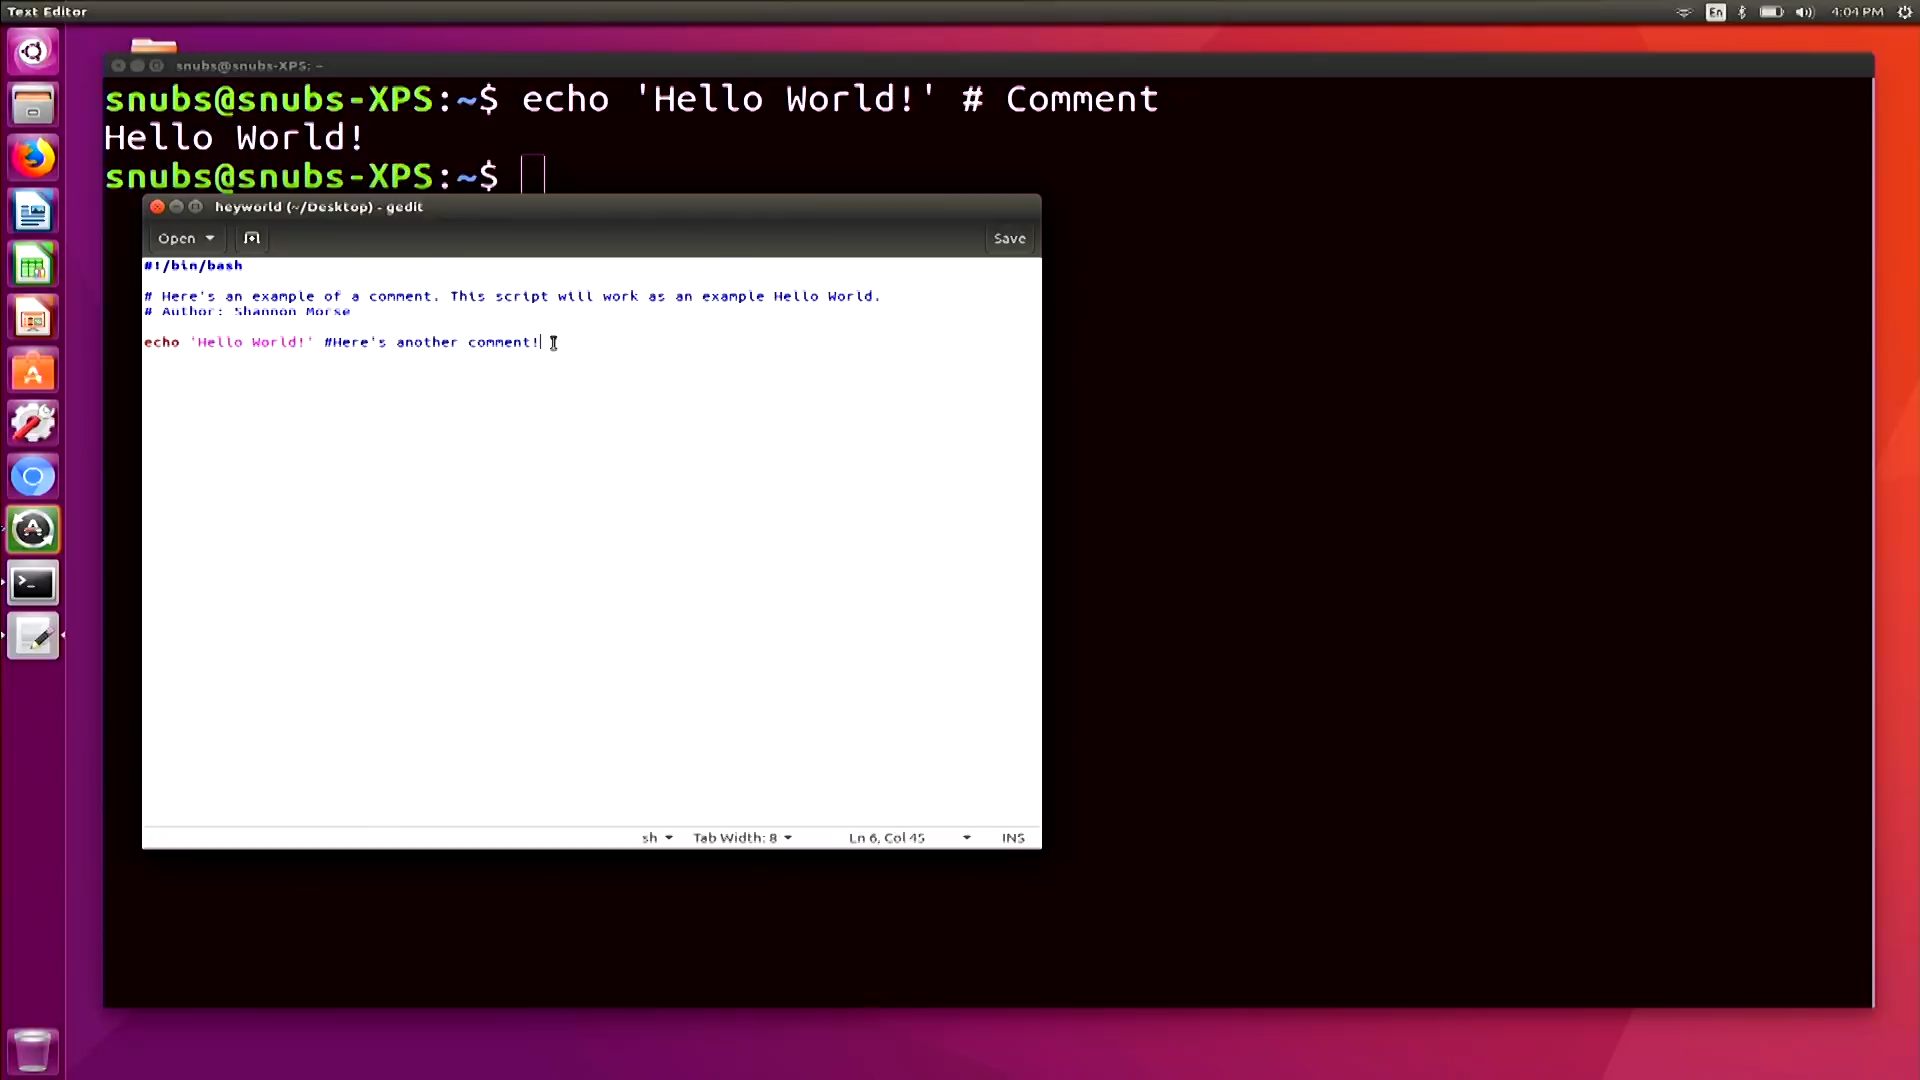 Text Editor
En
4:04 PM
snubs@snubs-XPS: ~
snubs@snubs-XPS:~$ echo 'Hello World!' # Comment
Hello World!
snubs@snubs-XPS:~$
heyworld (~/Desktop) - gedit
Open
Save
#!/bin/bash
# Here's an example of a comment. This script will work as an example Hello World.
# Author: Shannon Morse
echo 'Hello World!' #Here's another comment!
sh
Tab Width: 8
Ln 6, Col 45
INS